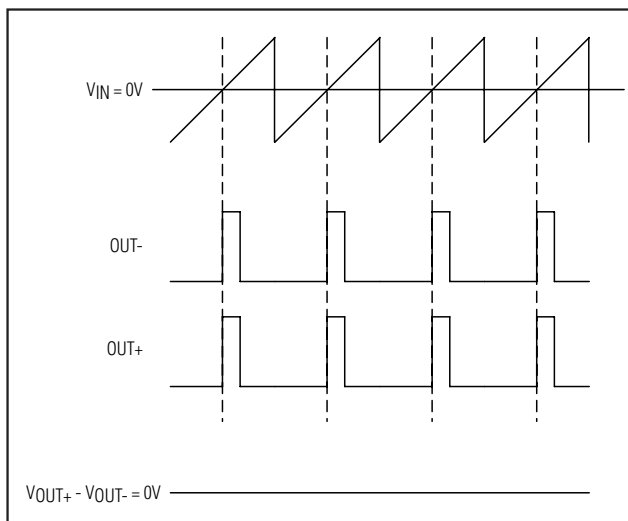 VIN = 0V
OUT-
OUT+
VOUT+ - VOUT- = 0V